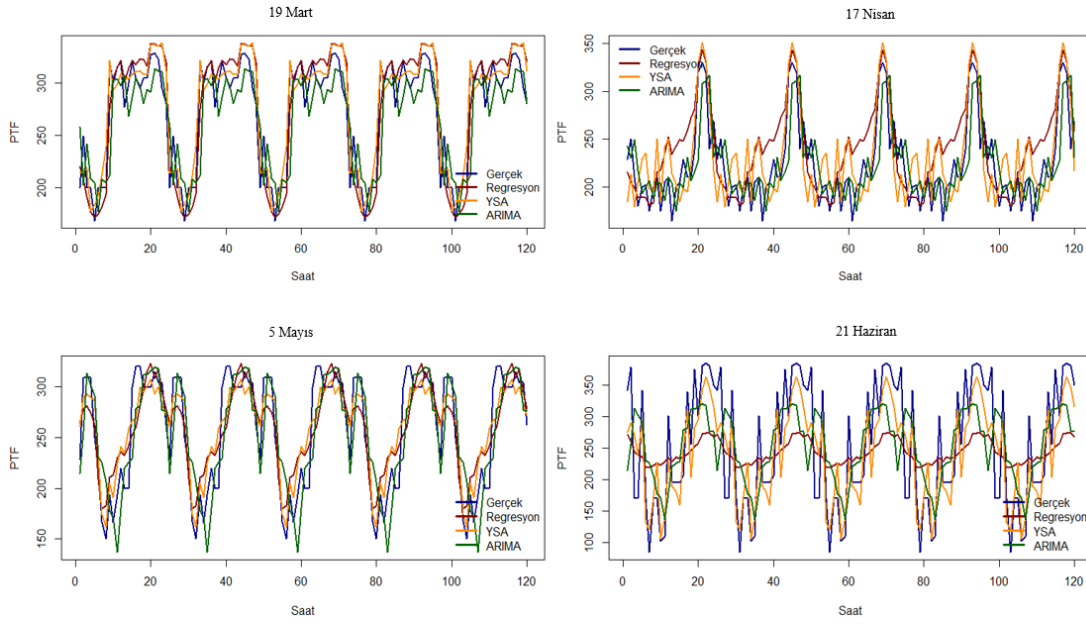 19 Mart
PTF
300
250
200
Gerçek
Regresyon
YSA
ARIMA
0 20 40 60 80 100 120
Saat
17 Nisan
PTF
350
300
250
200
Gerçek
Regresyon
YSA
ARIMA
0 20 40 60 80 100 120
Saat
5 Mayıs
PTF
300
250
200
150
Gerçek
Regresyon
YSA
ARIMA
0 20 40 60 80 100 120
Saat
21 Haziran
PTF
350
300
250
200
150
100
Gerçek
Regresyon
YSA
ARIMA
0 20 40 60 80 100 120
Saat